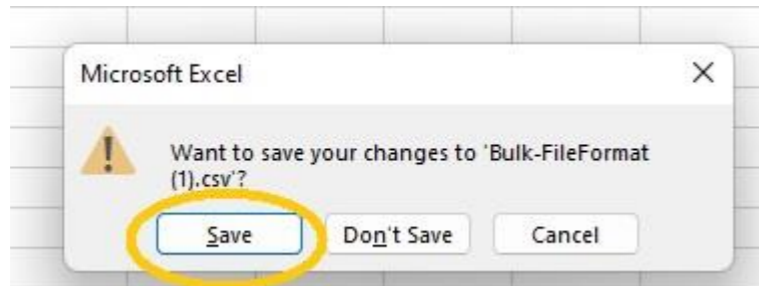 Microsoft Excel
Want to save your changes to 'Bulk-FileFormat
(1).csv'?
Save Don't Save Cancel